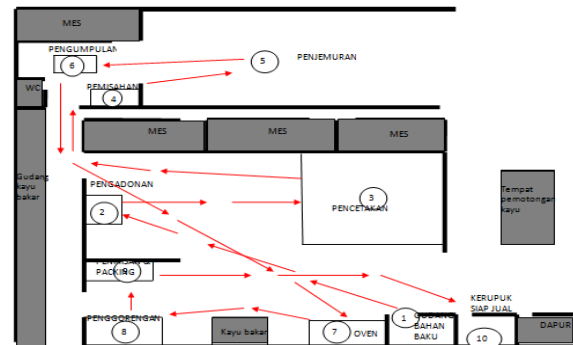 MES
PENGUMPULAN
6
5
PENJEMURAN
WC
PEMISAHAN
4
MES
MES
MES
Gudang
kayu
bakar
PENGADONAN
2
3
PENCETAKAN
Tempat
pemotongan
kayu
PACKING
KERUPUK
SIAP JUAL
PENGGORENGAN
8
Kayu bakar
7
OVEN
1
GUDANG
BAHAN
BAKU
10
DAPUR